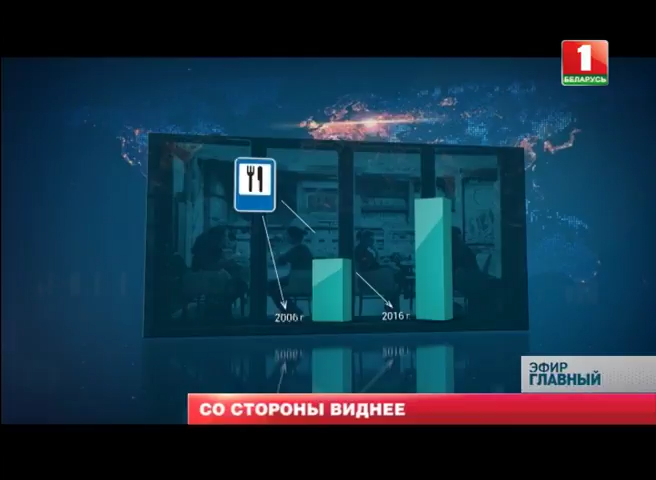 1
БЕЛАРУСЬ
2006 г
2016 г
ЭФИР
ГЛАВНЫЙ
СО СТОРОНЫ ВИДНЕЕ